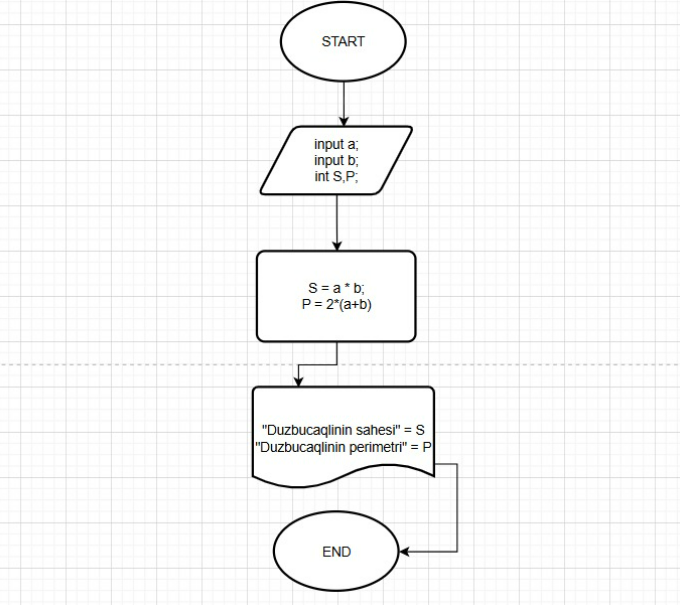 START
input a;
input b;
int S,P;
S = a * b;
P = 2*(a+b)
"Duzbucaqlinin sahesi" = S
"Duzbucaqlinin perimetri" = P
END